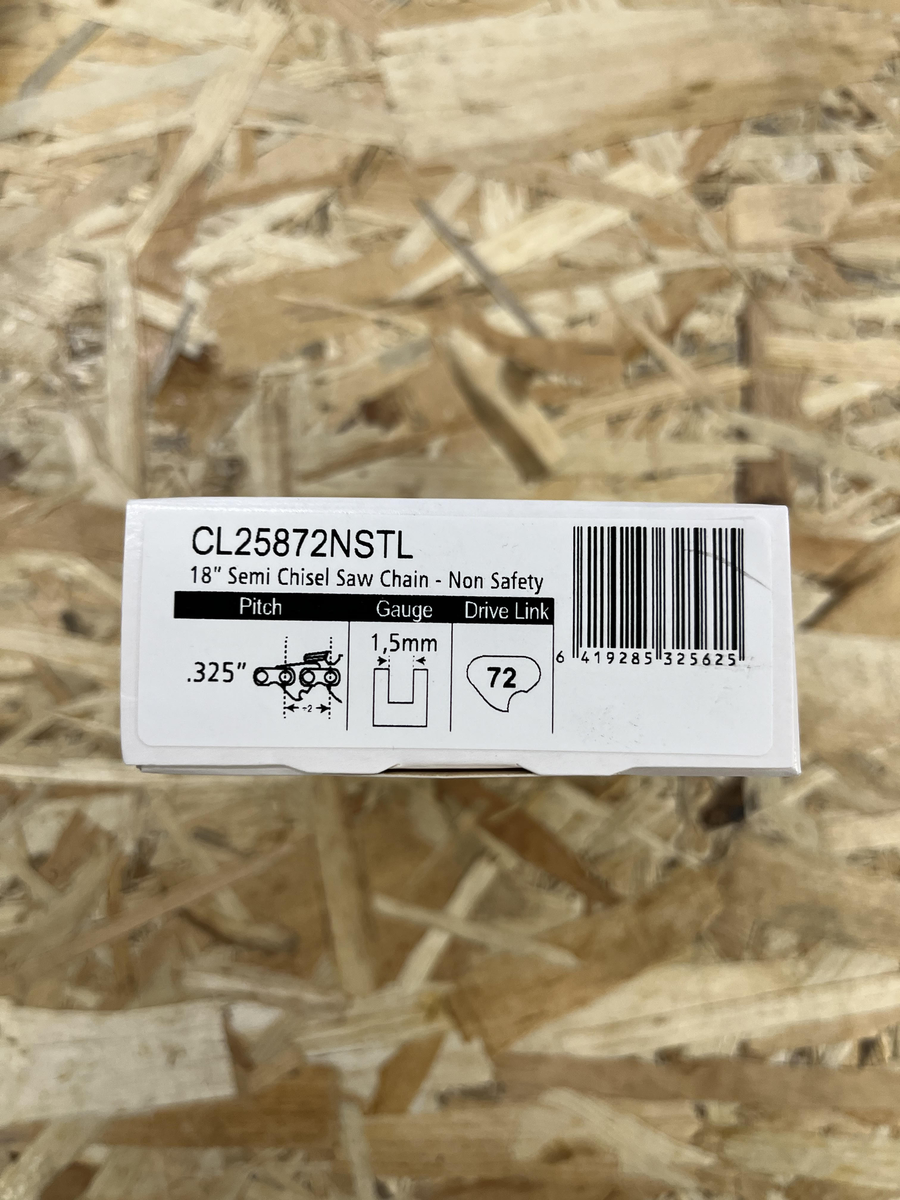 CL25872NSTL
18" Semi Chisel Saw Chain - Non Safety
Pitch Gauge Drive Link
.325" 1,5mm 72
÷2
6 419285 325625